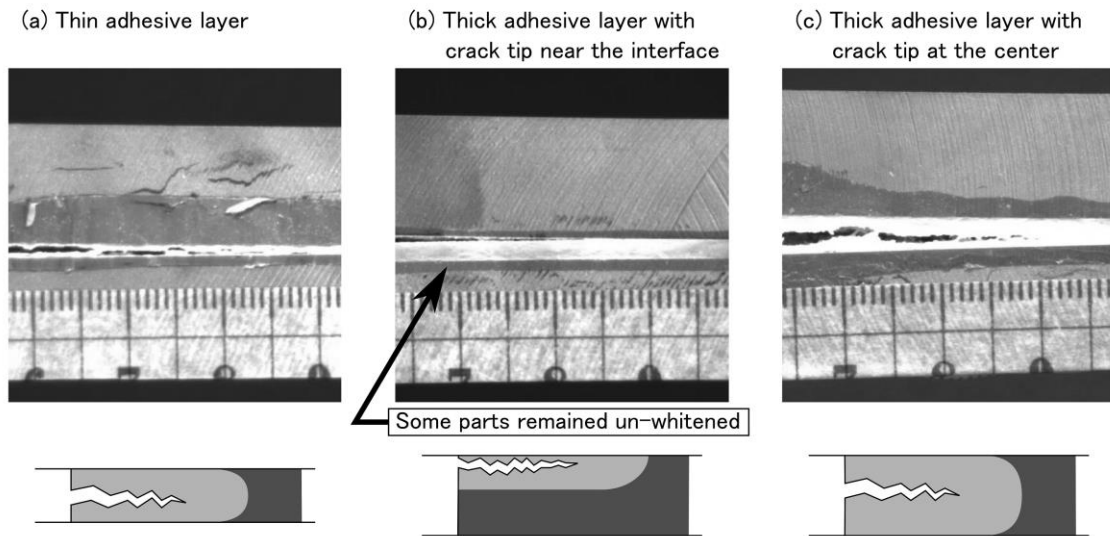 (a) Thin adhesive layer
(b) Thick adhesive layer with
crack tip near the interface
(c) Thick adhesive layer with
crack tip at the center
Some parts remained un-whitened